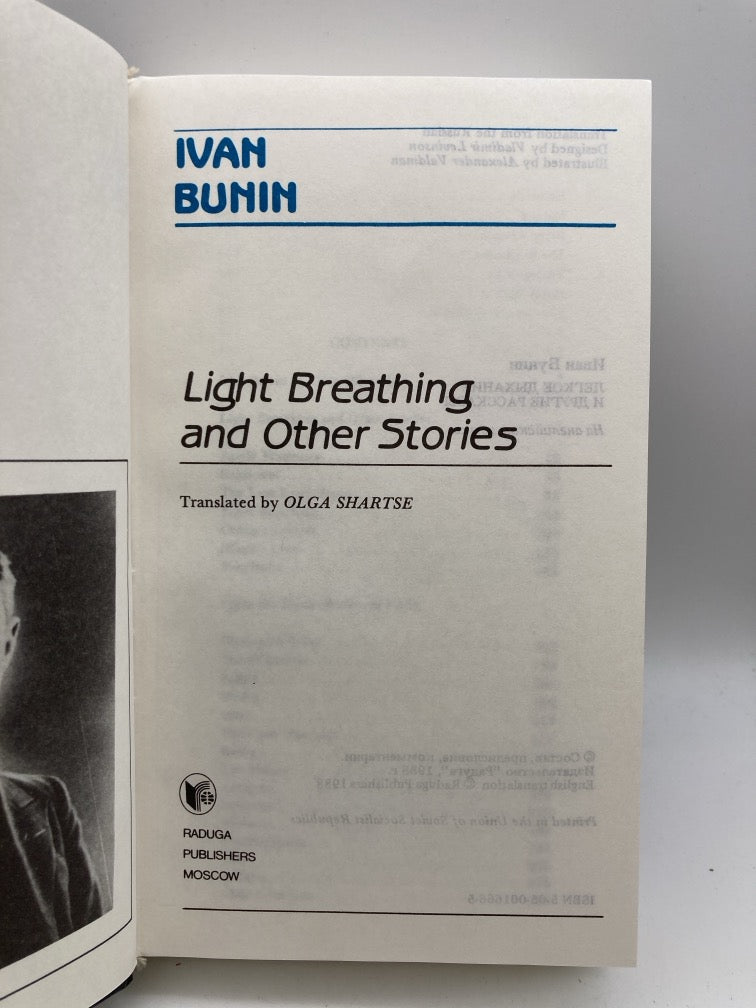 IVAN
BUNIN
Light Breathing
and Other Stories
Translated by OLGA SHARTSE
RADUGA
PUBLISHERS
MOSCOW